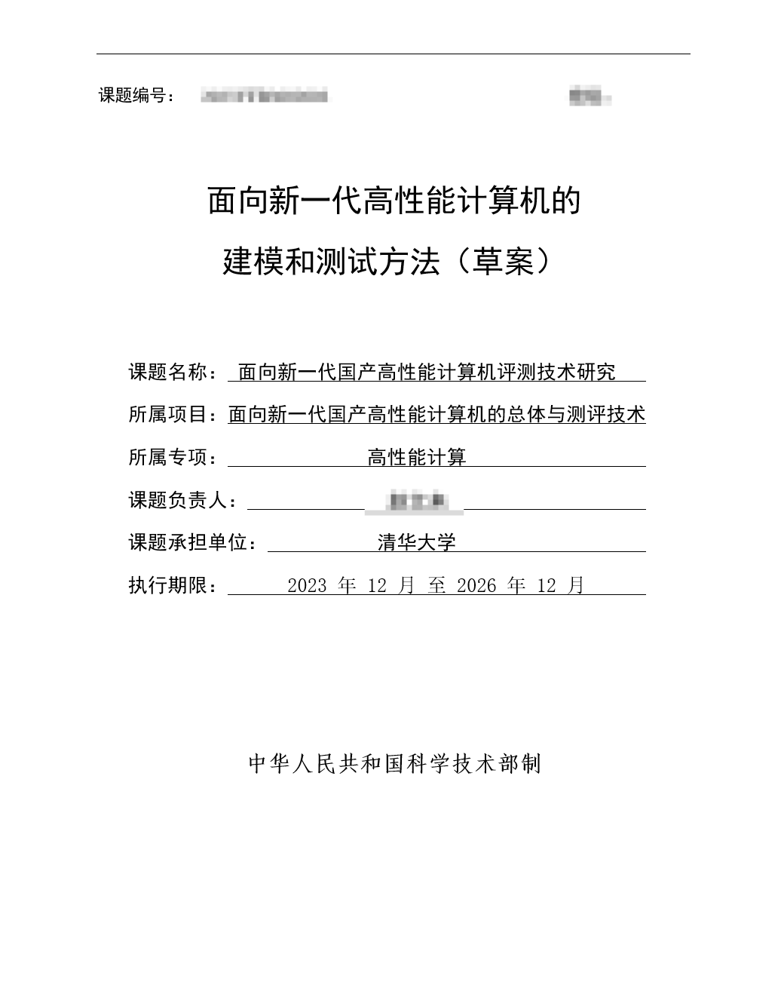 课题编号：
面向新一代高性能计算机的
建模和测试方法（草案）
课题名称： 面向新一代国产高性能计算机评测技术研究
所属项目：面向新一代国产高性能计算机的总体与测评技术
所属专项： 高性能计算
课题负责人：
课题承担单位： 清华大学
执行期限： 2023 年 12 月 至 2026 年 12 月
中华人民共和国科学技术部制